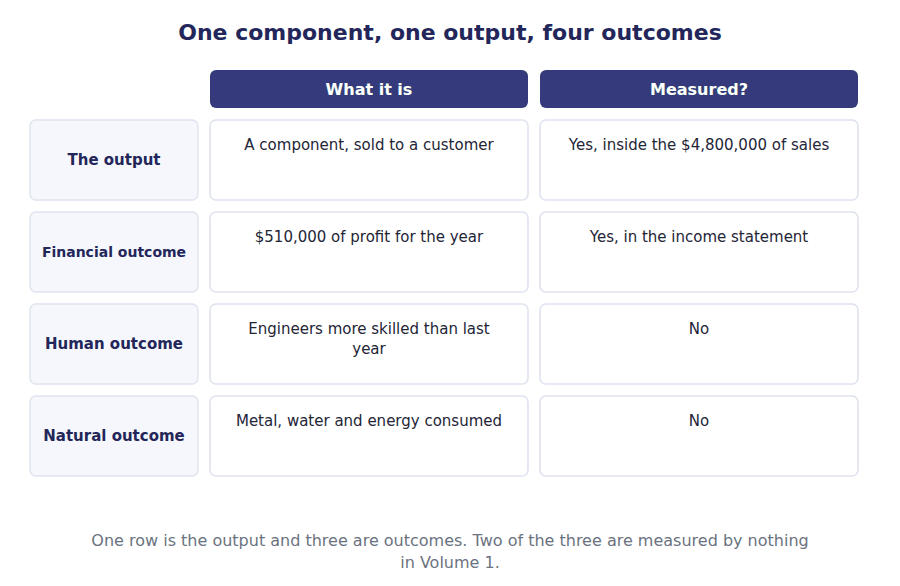 One component, one output, four outcomes
What it is
Measured?
The output
A component, sold to a customer
Yes, inside the $4,800,000 of sales
Financial outcome
$510,000 of profit for the year
Yes, in the income statement
Human outcome
Engineers more skilled than last
year
No
Natural outcome
Metal, water and energy consumed
No
One row is the output and three are outcomes. Two of the three are measured by nothing
in Volume 1.